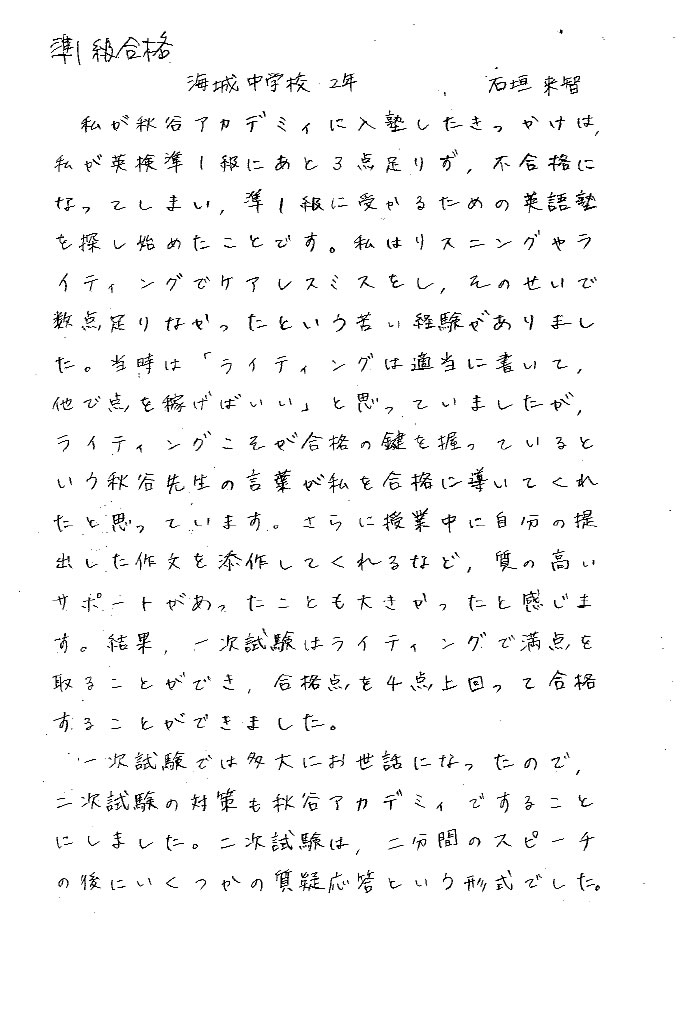 準1級合格
海城中学校 2年 石垣 来智
私が秋谷アカデミィに入塾したきっかけは,
私が英検準1級にあと3点足りず,不合格に
なってしまい,準1級に受かるための英語塾
を探し始めたことです。私はリスニングやラ
イティングでケアレスミスをし,そのせいで
数点足りなかったという苦い経験がありまし
た。当時は「ライティングは適当に書いて,
他で点を稼げばいい」と思っていましたが,
ライティングこそが合格の鍵を握っていると
いう秋谷先生の言葉が私を合格に導いてくれ
たと思っています。さらに授業中に自分の提
出した作文を添作してくれるなど,質の高い
サポートがあったことも大きかったと感じま
す。結果,一次試験はライティングで満点を
取ることができ,合格点を4点上回って合格
することができました。
一次試験では多大にお世話になったので,
二次試験の対策も秋谷アカデミィですること
にしました。二次試験は,二分間のスピーチ
の後にいくつかの質疑応答という形式でした。